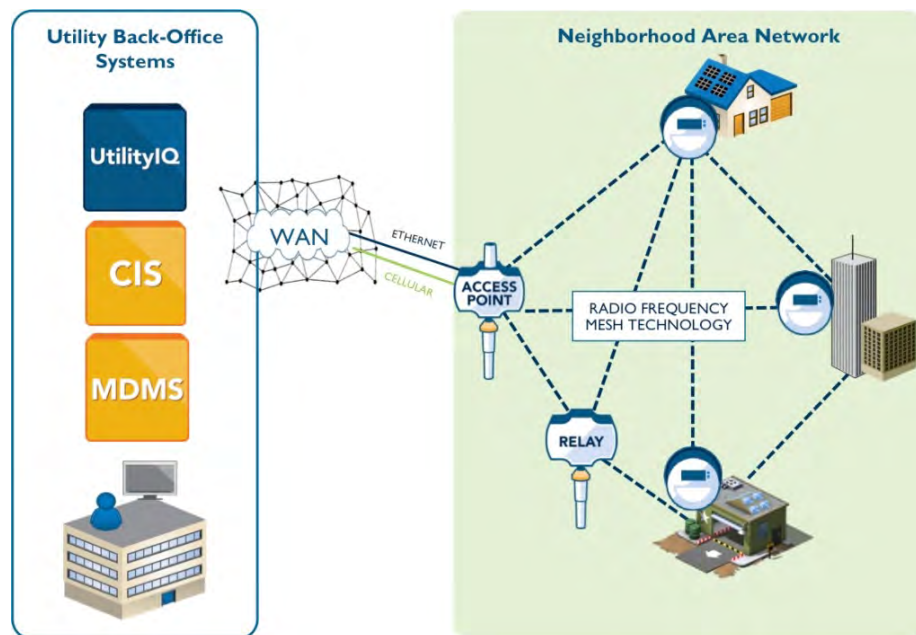 Utility Back-Office
Systems
UtilityIQ
CIS
MDMS
WAN
ETHERNET
CELLULAR
Neighborhood Area Network
ACCESS
POINT
RADIO FREQUENCY
MESH TECHNOLOGY
RELAY